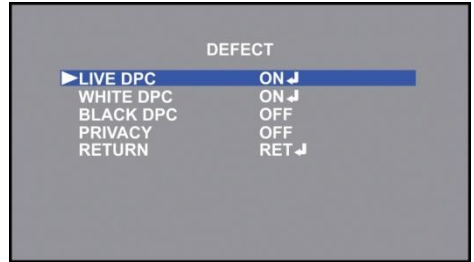 DEFECT
►LIVE DPC ON↲
WHITE DPC ON↲
BLACK DPC OFF
PRIVACY OFF
RETURN RET↲